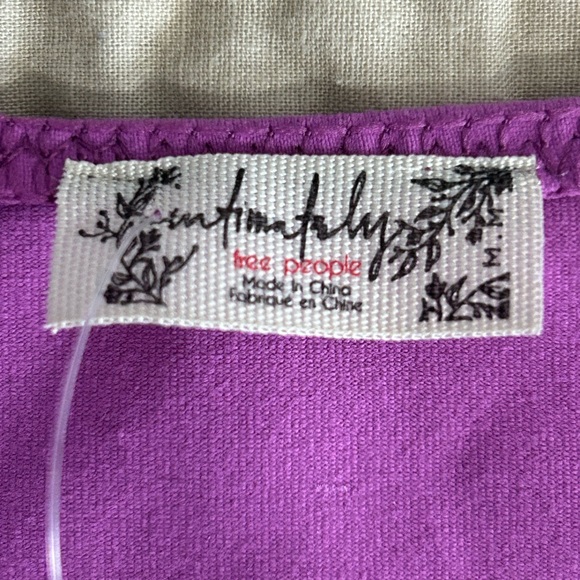 intimately
free people
Made in China
Fabriqué en Chine
M M